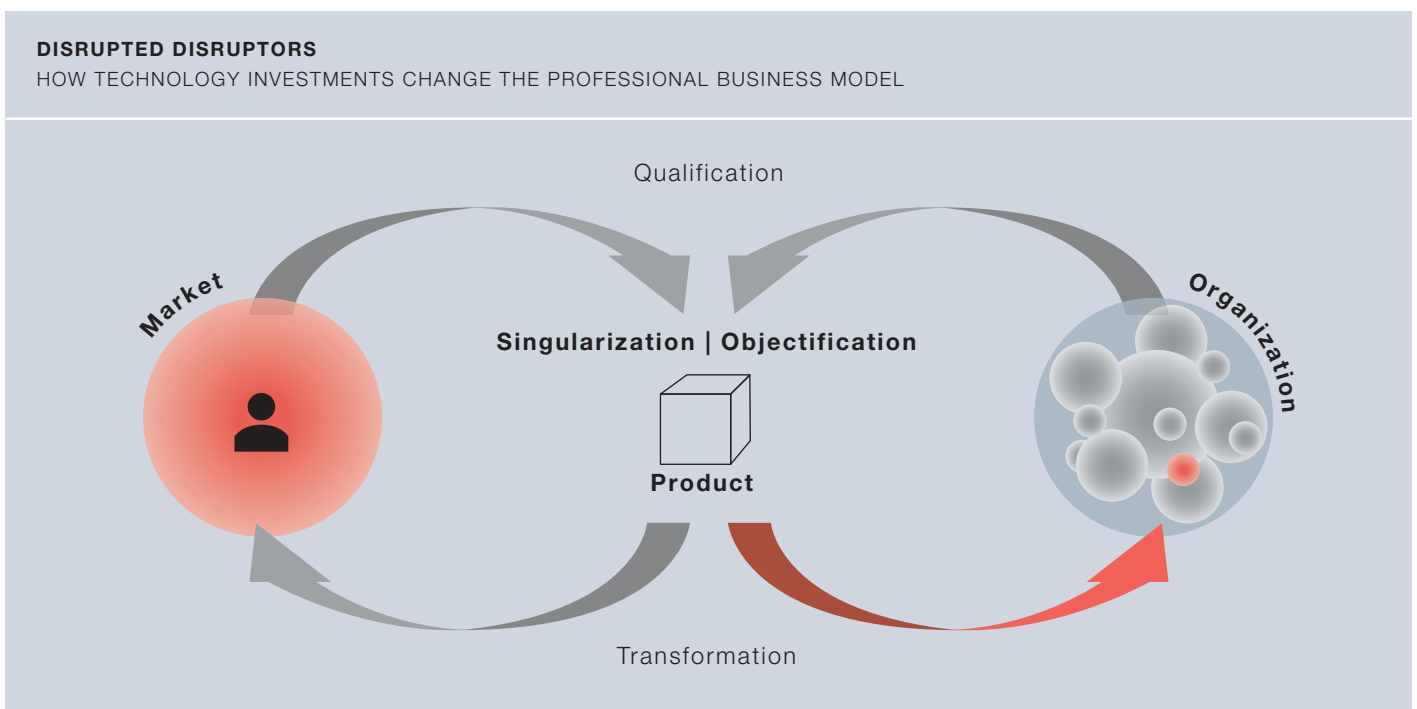 DISRUPTED DISRUPTORS
HOW TECHNOLOGY INVESTMENTS CHANGE THE PROFESSIONAL BUSINESS MODEL
Qualification
Market
Organization
Singularization | Objectification
Product
Transformation